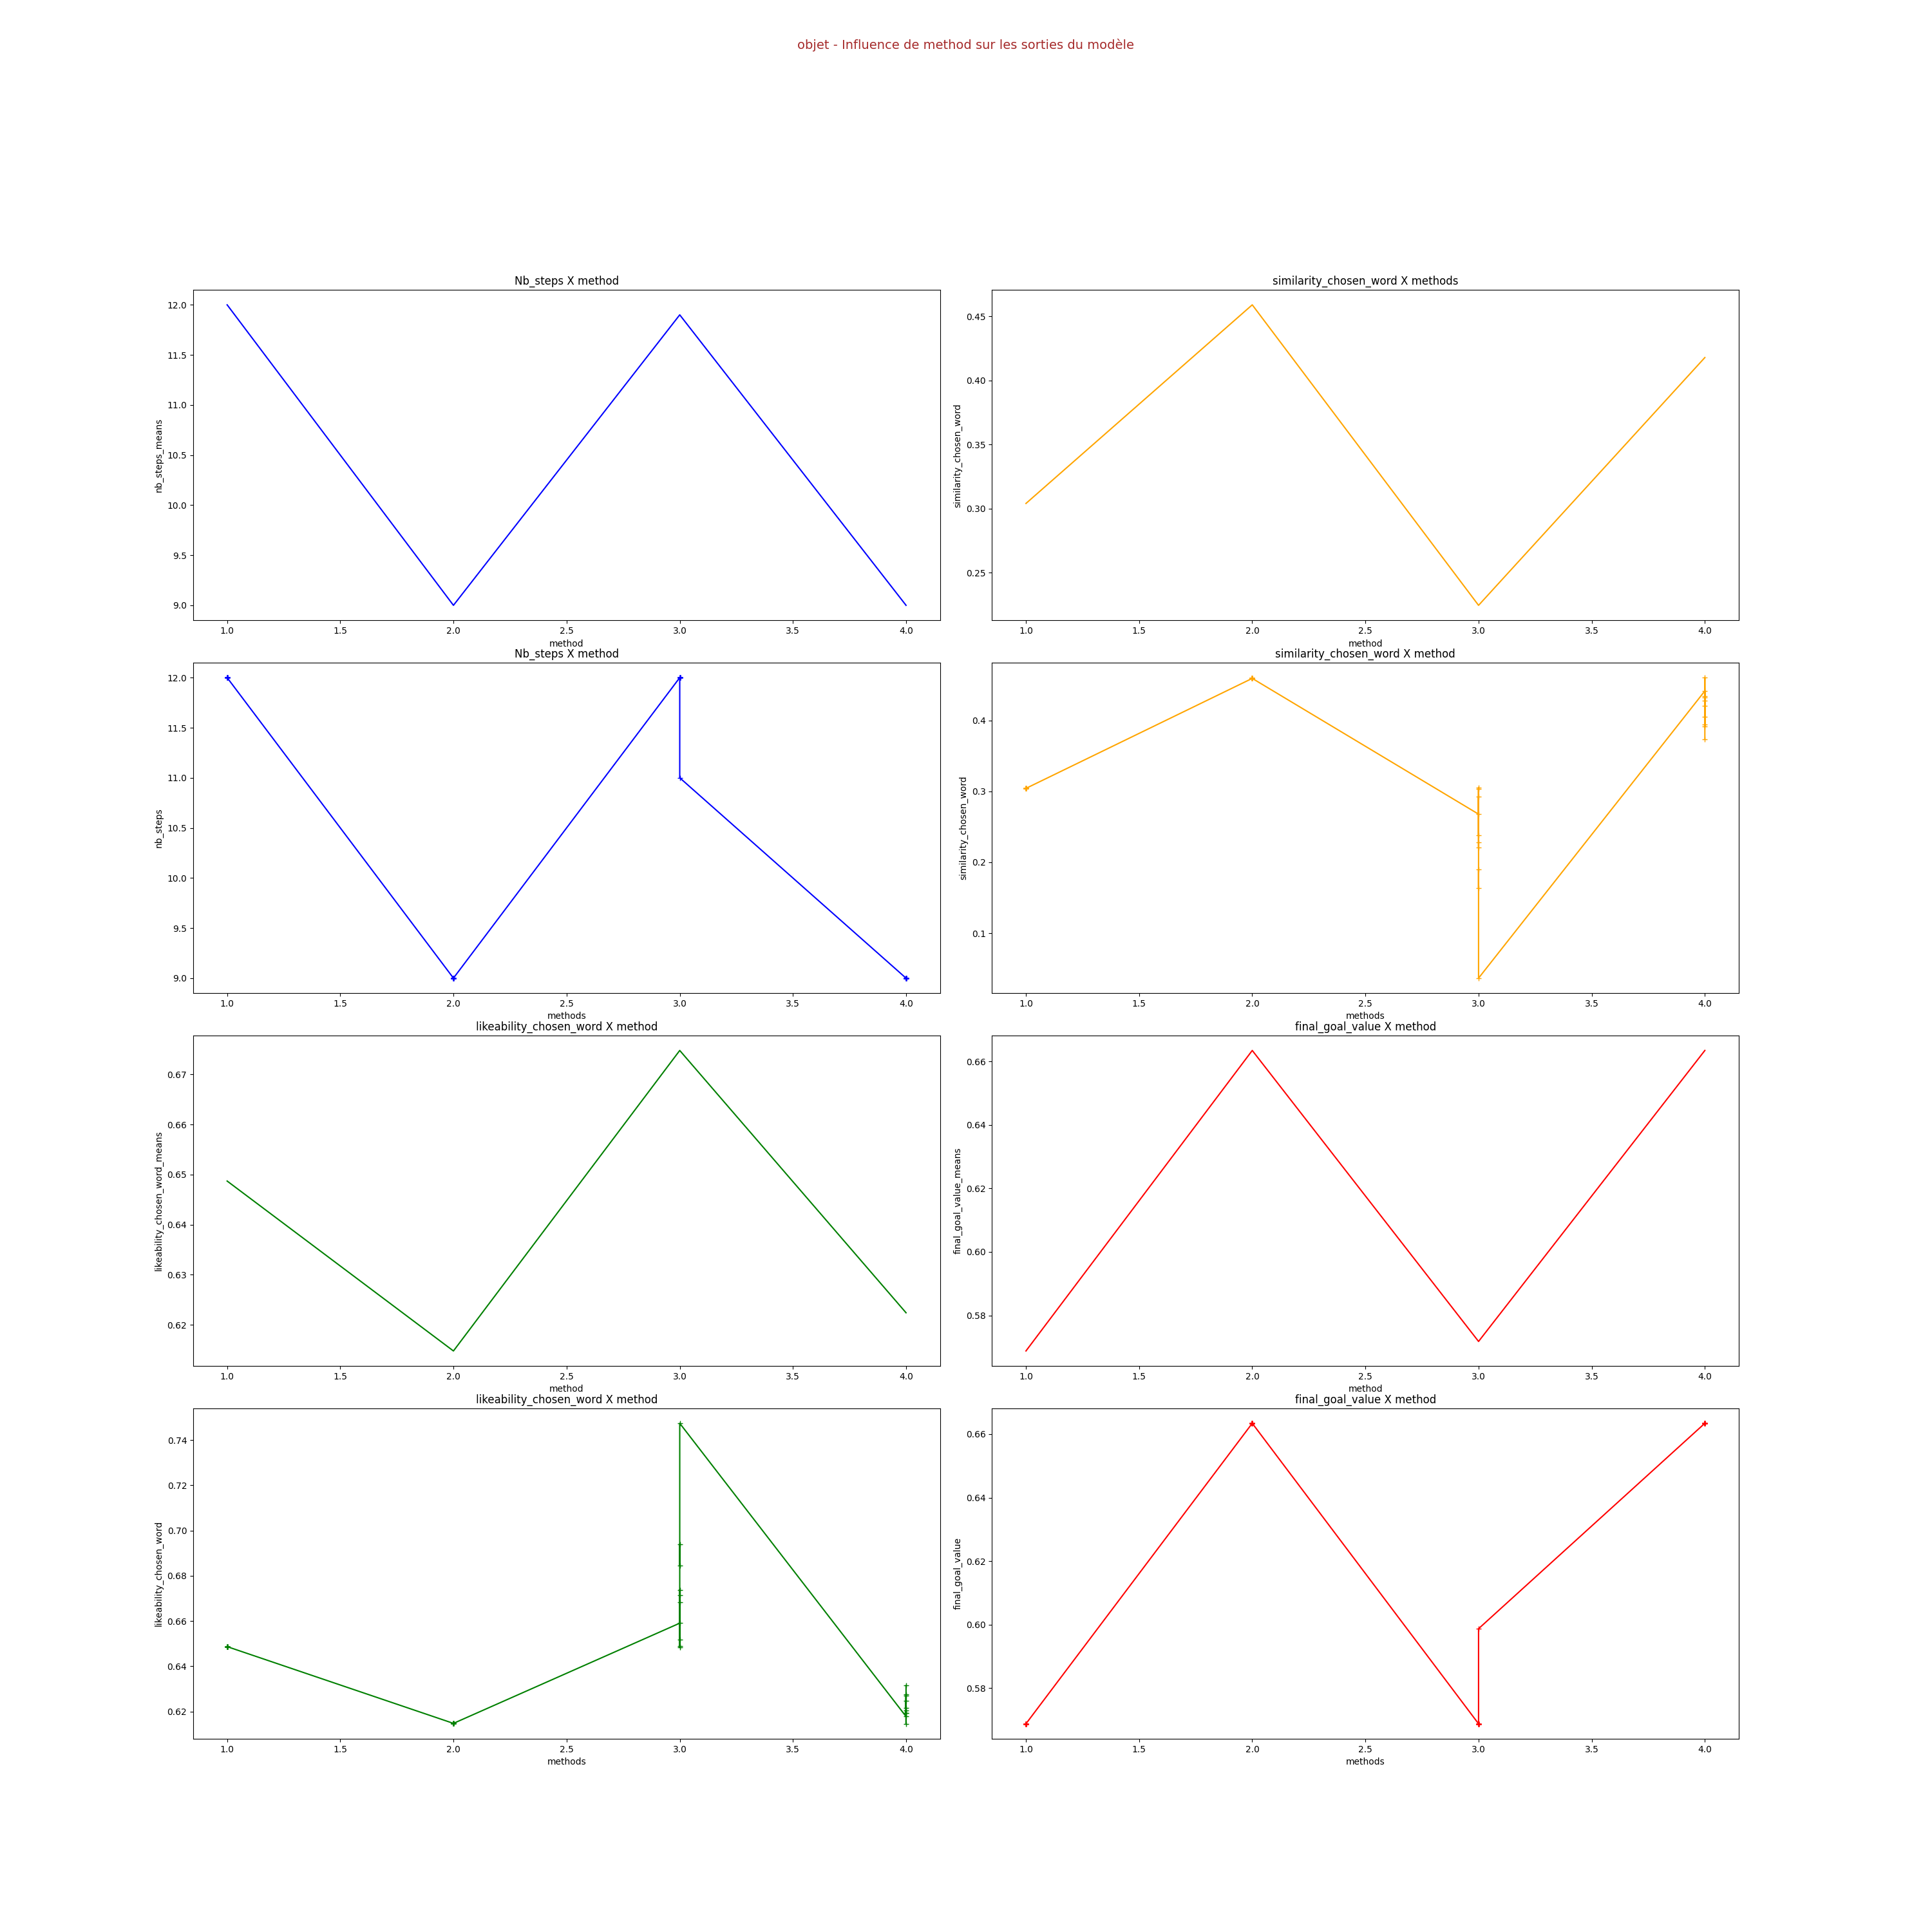 objet - Influence de method sur les sorties du modèle
Nb_steps X method
nb_steps_means
12.0
11.5
11.0
10.5
10.0
9.5
9.0
1.0 1.5 2.0 2.5 3.0 3.5 4.0
method
similarity_chosen_word X methods
similarity_chosen_word
0.45
0.40
0.35
0.30
0.25
1.0 1.5 2.0 2.5 3.0 3.5 4.0
method
Nb_steps X method
nb_steps
12.0
11.5
11.0
10.5
10.0
9.5
9.0
1.0 1.5 2.0 2.5 3.0 3.5 4.0
methods
similarity_chosen_word X method
similarity_chosen_word
0.4
0.3
0.2
0.1
1.0 1.5 2.0 2.5 3.0 3.5 4.0
methods
likeability_chosen_word X method
likeability_chosen_word_means
0.67
0.66
0.65
0.64
0.63
0.62
1.0 1.5 2.0 2.5 3.0 3.5 4.0
method
final_goal_value X method
final_goal_value_means
0.66
0.64
0.62
0.60
0.58
1.0 1.5 2.0 2.5 3.0 3.5 4.0
method
likeability_chosen_word X method
likeability_chosen_word
0.74
0.72
0.70
0.68
0.66
0.64
0.62
1.0 1.5 2.0 2.5 3.0 3.5 4.0
methods
final_goal_value X method
final_goal_value
0.66
0.64
0.62
0.60
0.58
1.0 1.5 2.0 2.5 3.0 3.5 4.0
methods